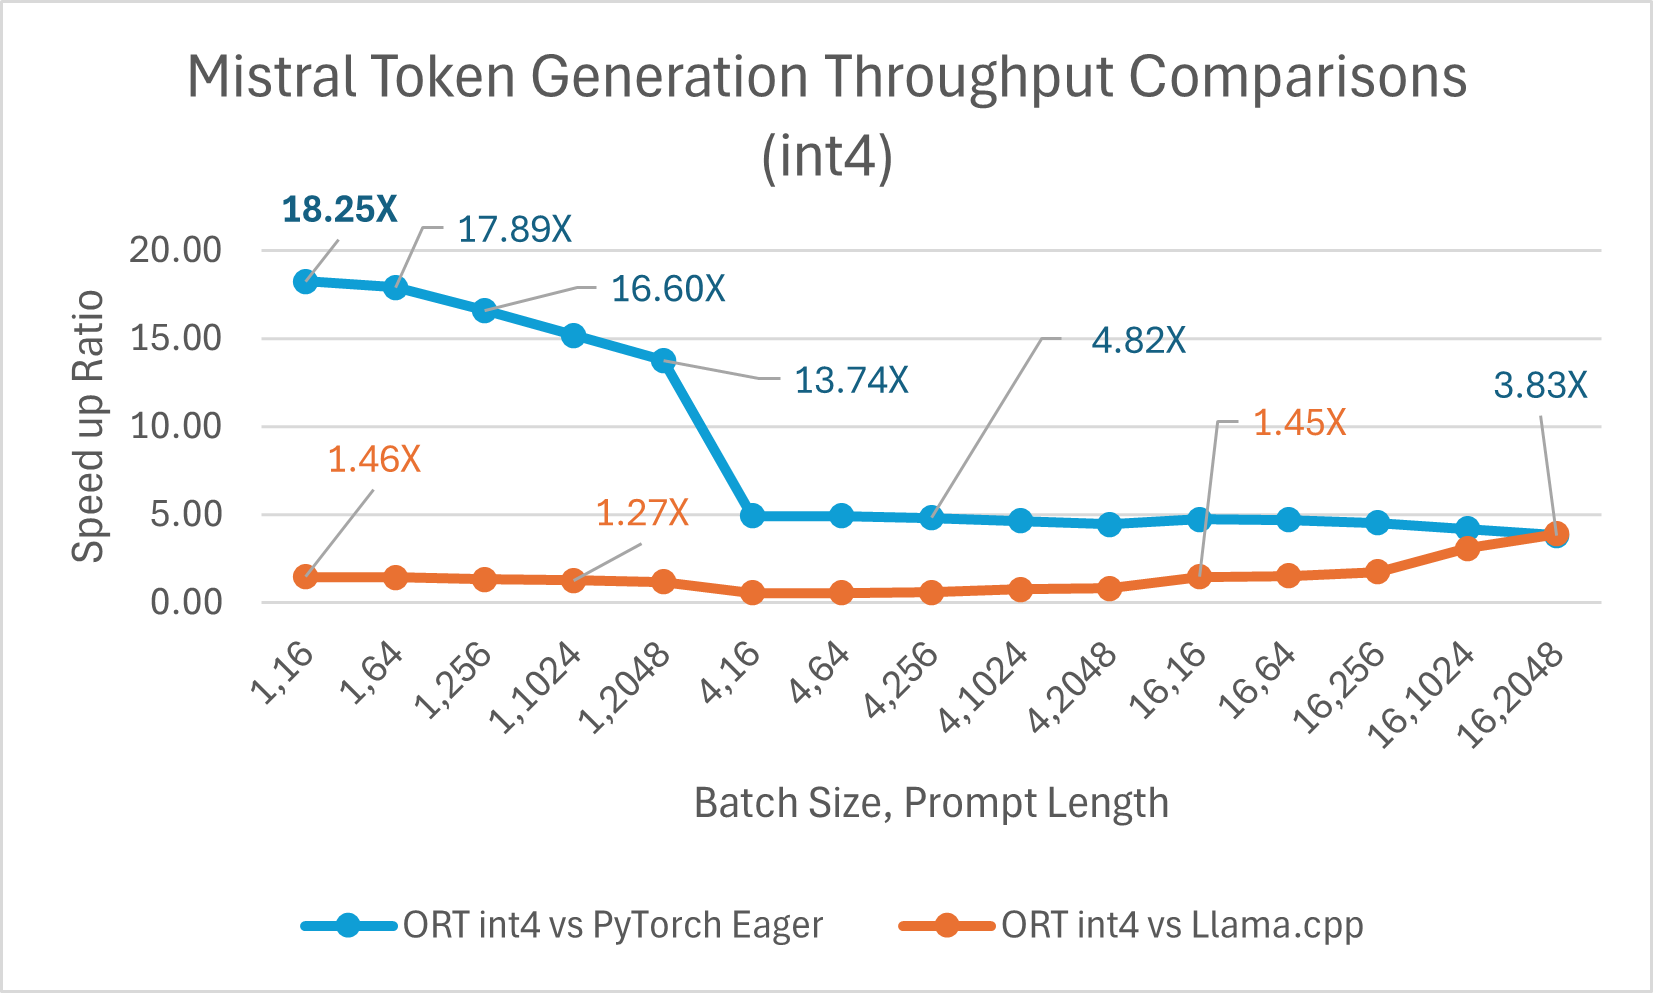 Mistral Token Generation Throughput Comparisons
(int4)
18.25X
17.89X
16.60X
13.74X
4.82X
3.83X
1.46X
1.27X
1.45X
Speed up Ratio
20.00
15.00
10.00
5.00
0.00
1,16
1,64
1,256
1,1024
1,2048
4,16
4,64
4,256
4,1024
4,2048
16,16
16,64
16,256
16,1024
16,2048
Batch Size, Prompt Length
ORT int4 vs PyTorch Eager
ORT int4 vs Llama.cpp